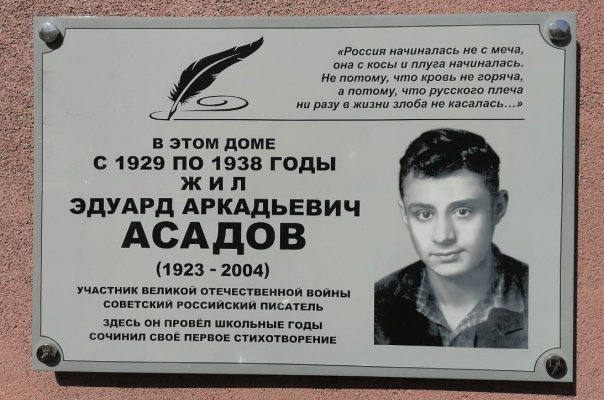 «Россия начиналась не с меча,
она с косы и плуга начиналась.
Не потому, что кровь не горяча,
а потому, что русского плеча
ни разу в жизни злоба не касалась...»
В ЭТОМ ДОМЕ
С 1929 ПО 1938 ГОДЫ
ЖИЛ
ЭДУАРД АРКАДЬЕВИЧ
АСАДОВ
(1923 - 2004)
УЧАСТНИК ВЕЛИКОЙ ОТЕЧЕСТВЕННОЙ ВОЙНЫ
СОВЕТСКИЙ РОССИЙСКИЙ ПИСАТЕЛЬ
ЗДЕСЬ ОН ПРОВЁЛ ШКОЛЬНЫЕ ГОДЫ
СОЧИНИЛ СВОЁ ПЕРВОЕ СТИХОТВОРЕНИЕ